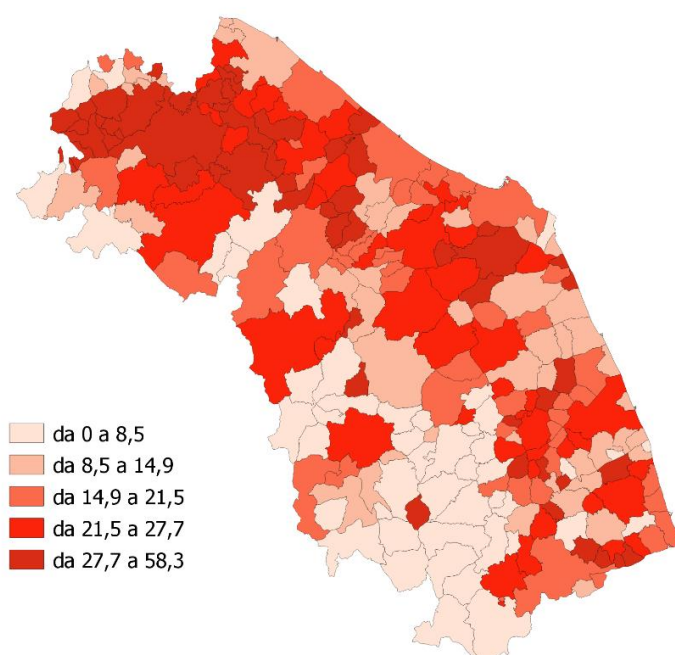 da 0 a 8,5
da 8,5 a 14,9
da 14,9 a 21,5
da 21,5 a 27,7
da 27,7 a 58,3